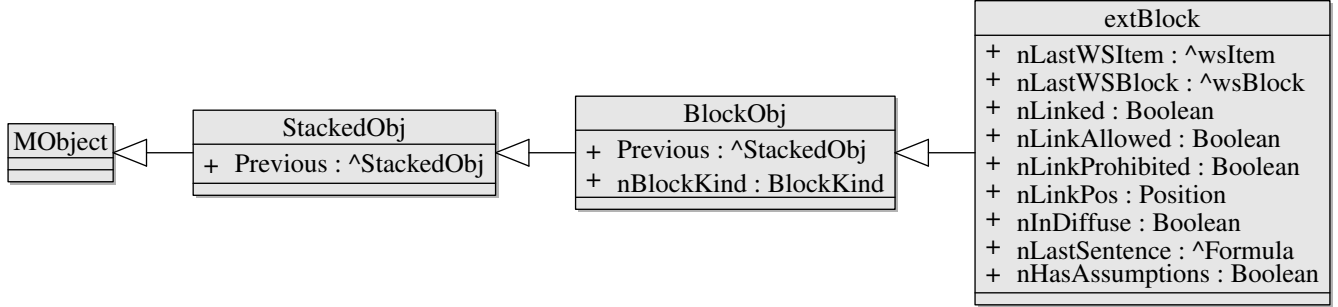 MObject
StackedObj
+ Previous : ^StackedObj
BlockObj
+ Previous : ^StackedObj
+ nBlockKind : BlockKind
extBlock
+ nLastWSItem : ^wsItem
+ nLastWSBlock : ^wsBlock
+ nLinked : Boolean
+ nLinkAllowed : Boolean
+ nLinkProhibited : Boolean
+ nLinkPos : Position
+ nInDiffuse : Boolean
+ nLastSentence : ^Formula
+ nHasAssumptions : Boolean